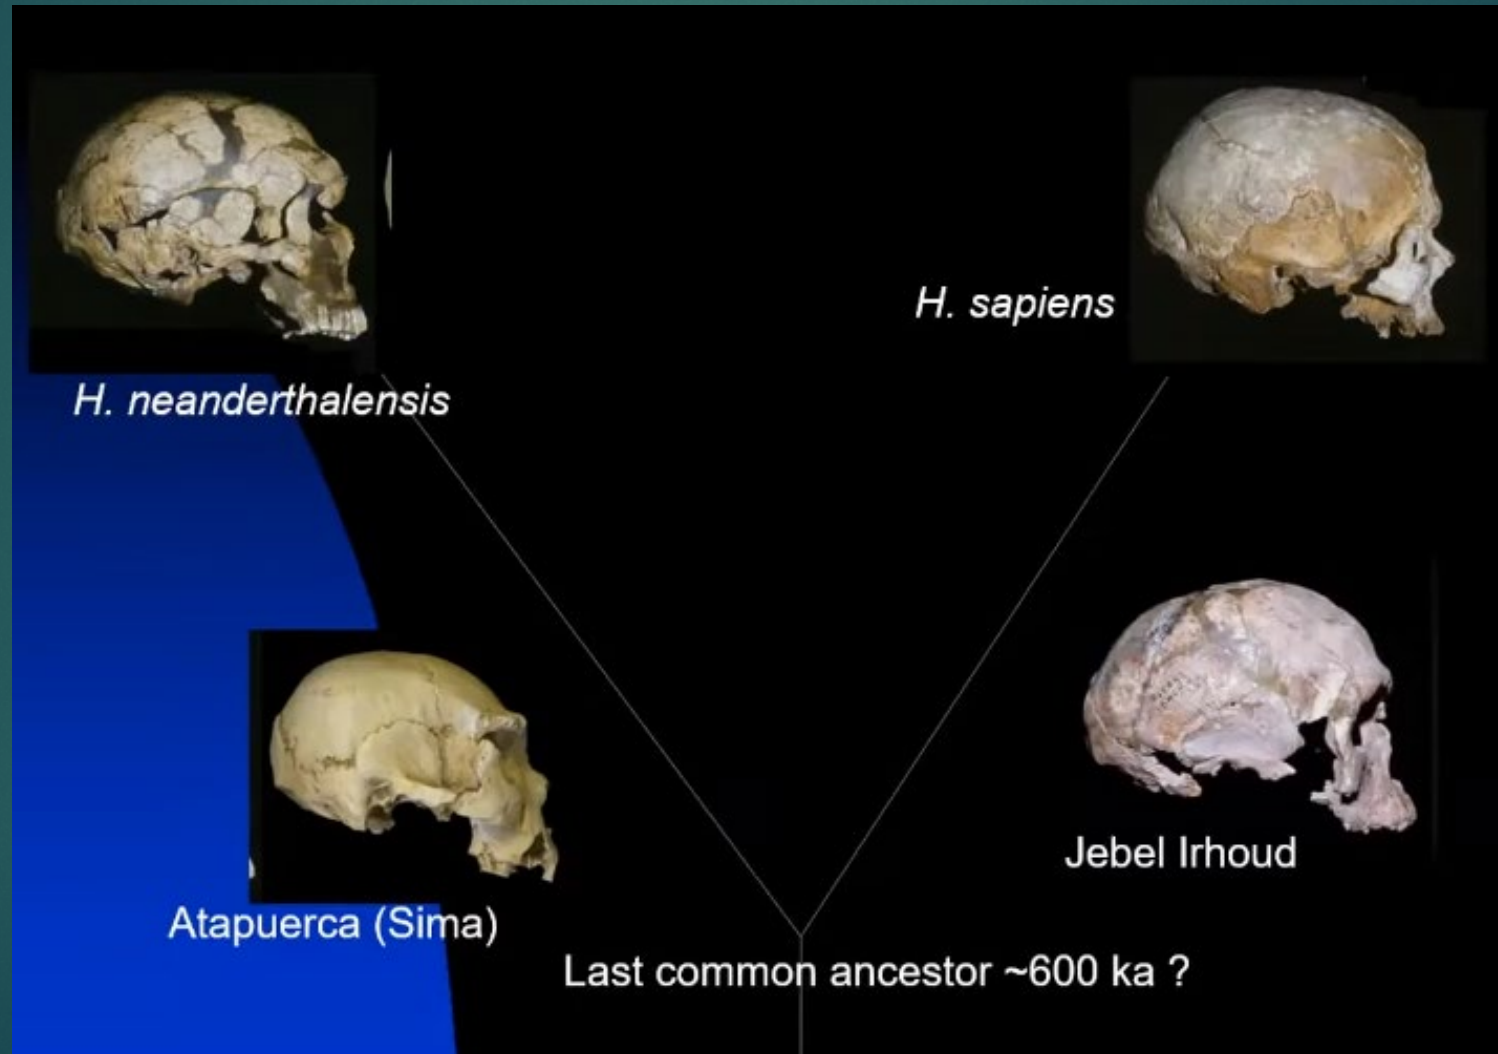 H. sapiens
H. neanderthalensis
Jebel Irhoud
Atapuerca (Sima)
Last common ancestor ~600 ka ?